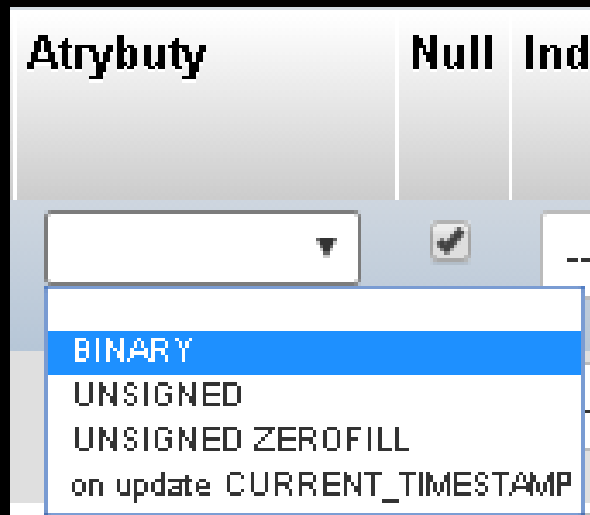 Atrybuty Null Ind
--
BINARY
UNSIGNED
UNSIGNED ZEROFILL
on update CURRENT_TIMESTAMP